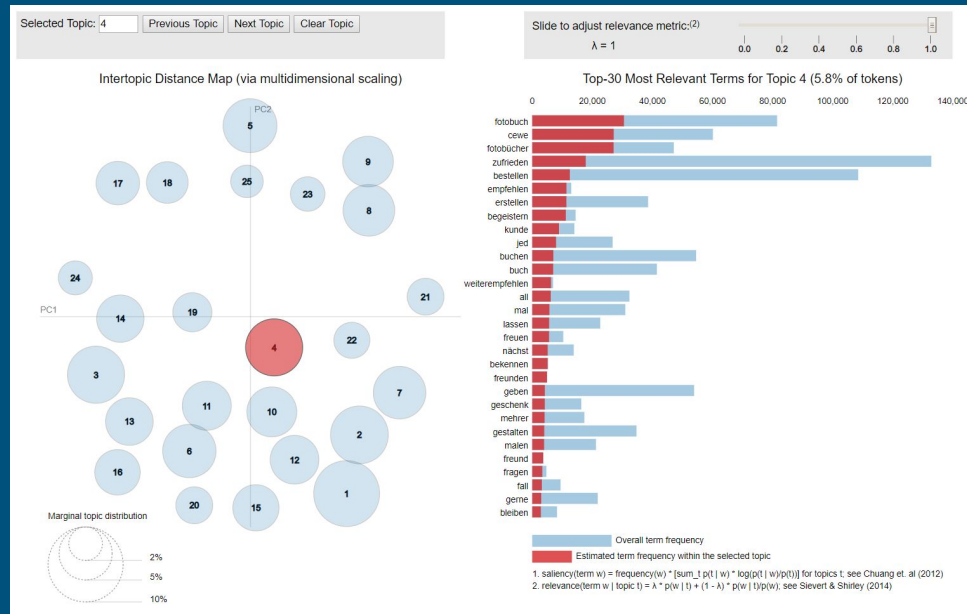 Selected Topic: 4 Previous Topic Next Topic Clear Topic
Slide to adjust relevance metric:(2)
λ = 1
0.0 0.2 0.4 0.6 0.8 1.0
Intertopic Distance Map (via multidimensional scaling)
PC2
5
9
17 18 25
23
8
24
21
PC1
14 19
22
4
3
7
11 10
13
2
6
12
16
1
20 15
Marginal topic distribution
2%
5%
10%
Top-30 Most Relevant Terms for Topic 4 (5.8% of tokens)
0 20,000 40,000 60,000 80,000 100,000 120,000 140,000
fotobuch
cewe
fotobücher
zufrieden
bestellen
empfehlen
erstellen
begeistern
kunde
jed
buchen
buch
weiterempfehlen
all
mal
lassen
freuen
nächst
bekennen
freunden
geben
geschenk
mehrer
gestalten
malen
freund
fragen
fall
gerne
bleiben
Overall term frequency
Estimated term frequency within the selected topic
1. saliency(term w) = frequency(w) * [sum_t p(t | w) * log(p(t | w)/p(t))] for topics t; see Chuang et. al (2012)
2. relevance(term w | topic t) = λ * p(w | t) + (1 - λ) * p(w | t)/p(w); see Sievert & Shirley (2014)